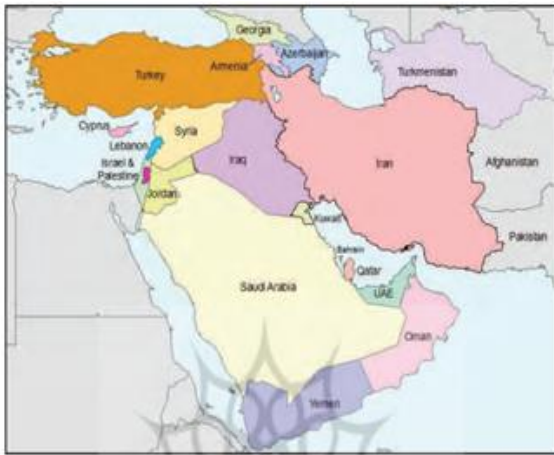 Georgia
Armenia
Azerbaijan
Turkey
Turkmenistan
Cyprus
Syria
Lebanon
Israel &
Palestine
Iraq
Iran
Afghanistan
Jordan
Kuwait
Pakistan
Bahrain
Qatar
Saudi Arabia
UAE
Oman
Yemen